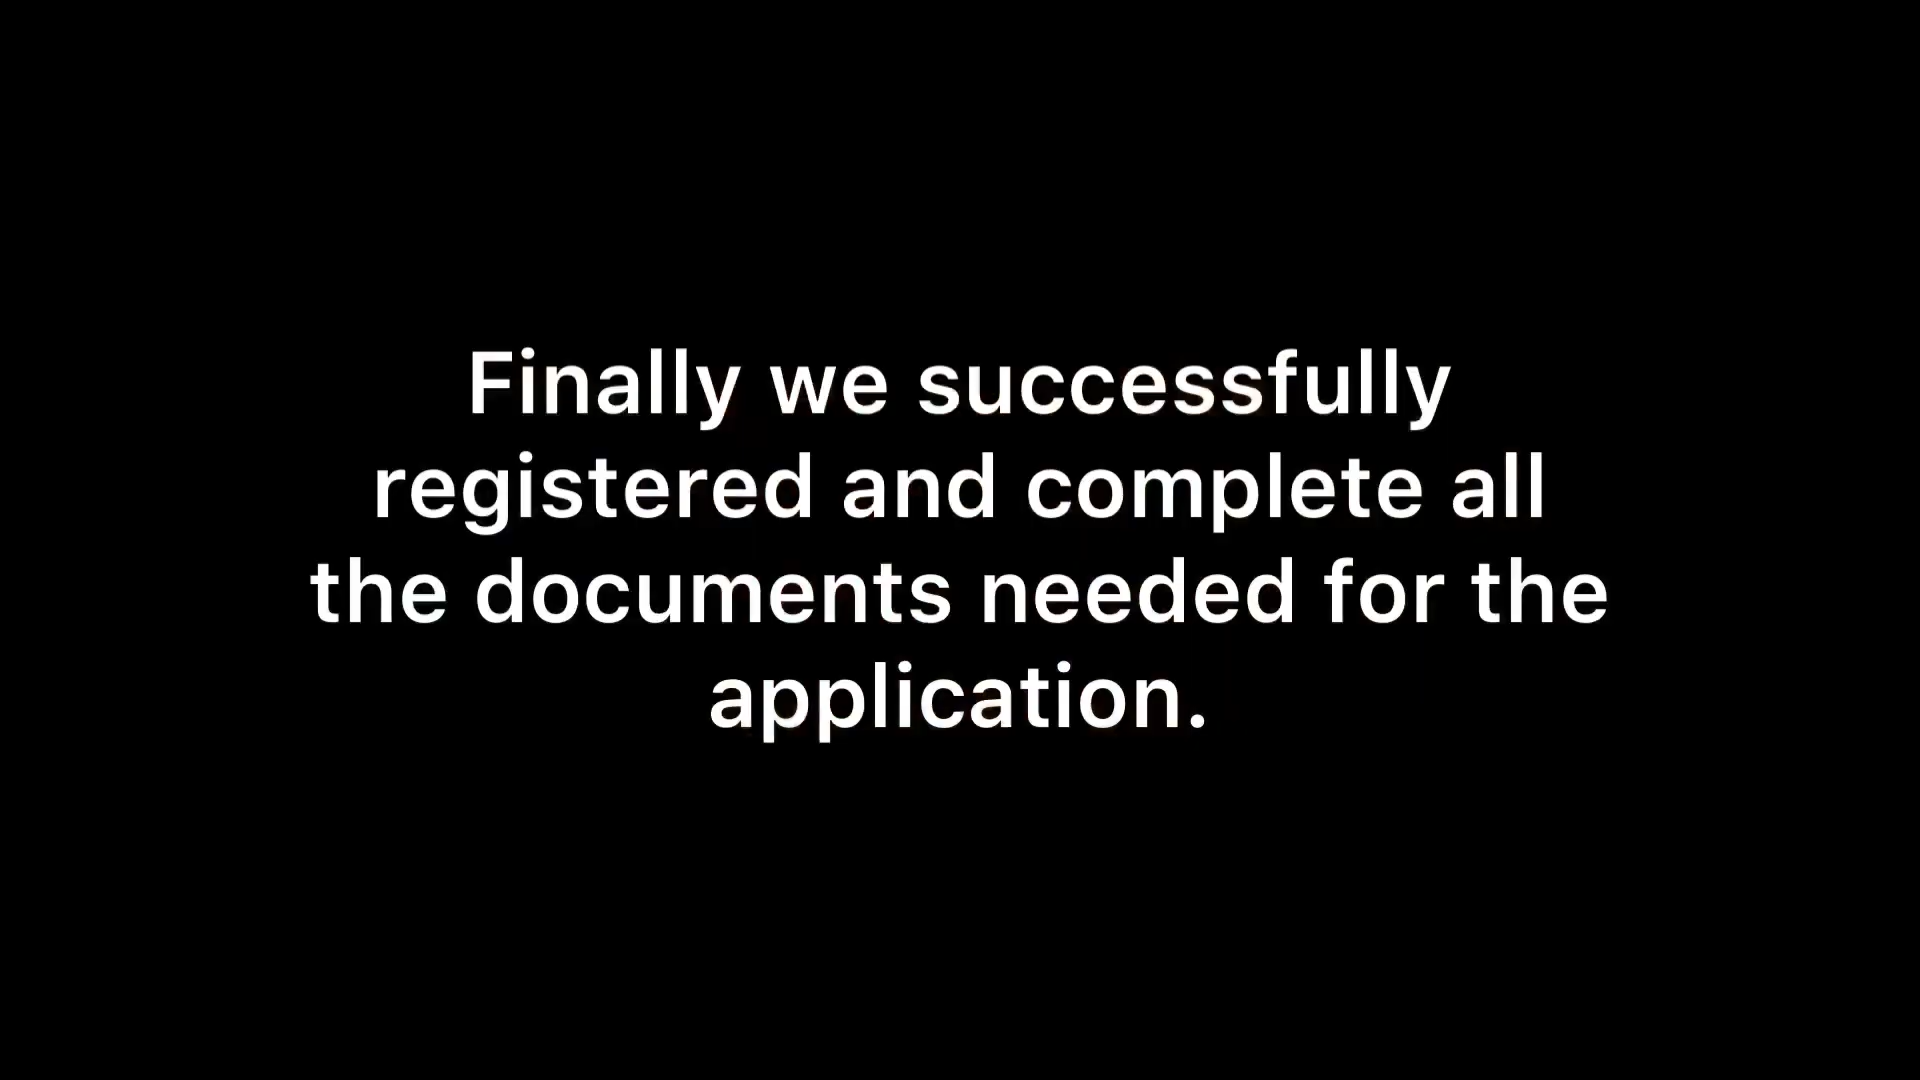 Finally we successfully
registered and complete all
the documents needed for the
application.